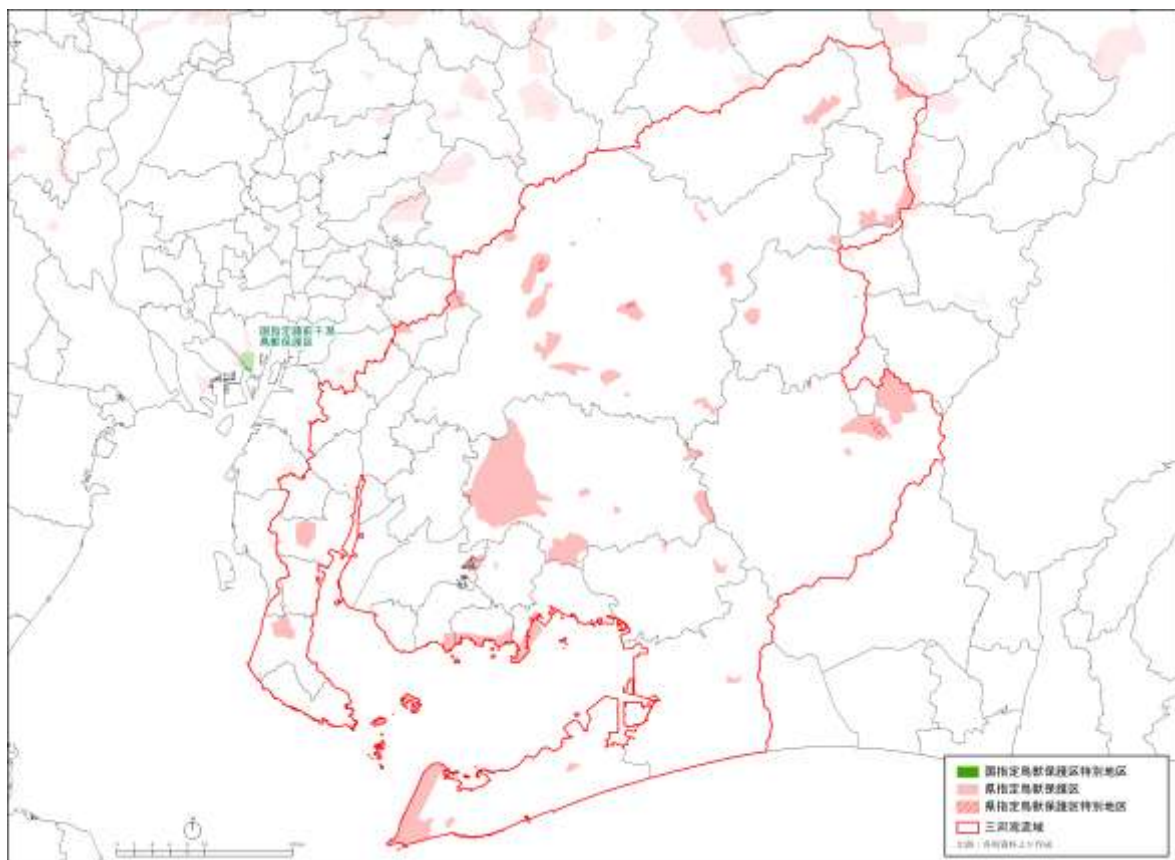 国指定藤前干潟
鳥獣保護区
国指定鳥獣保護区特別地区
県指定鳥獣保護区
県指定鳥獣保護区特別地区
三河湾流域